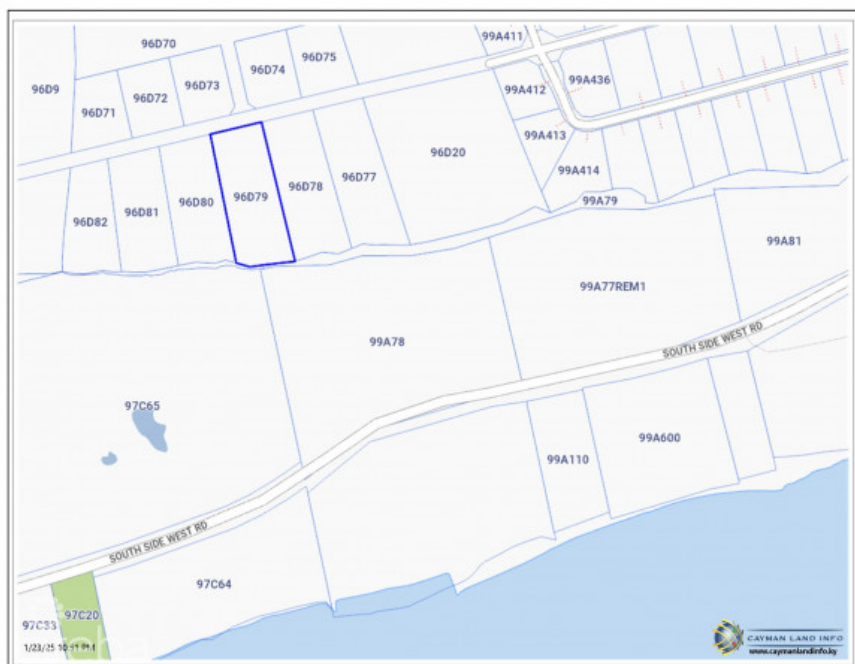 96D70
96D75
96D74
96D73
96D72
96D71
96D9
99A411
99A412
99A436
99A413
99A414
96D20
96D77
96D78
96D79
96D80
96D81
96D82
99A79
99A81
99A77REM1
99A78
SOUTH SIDE WEST RD
97C65
99A110
99A600
SOUTH SIDE WEST RD
97C64
97C20
97C33
CAYMAN LAND INFO
www.caymanlandinfo.ky